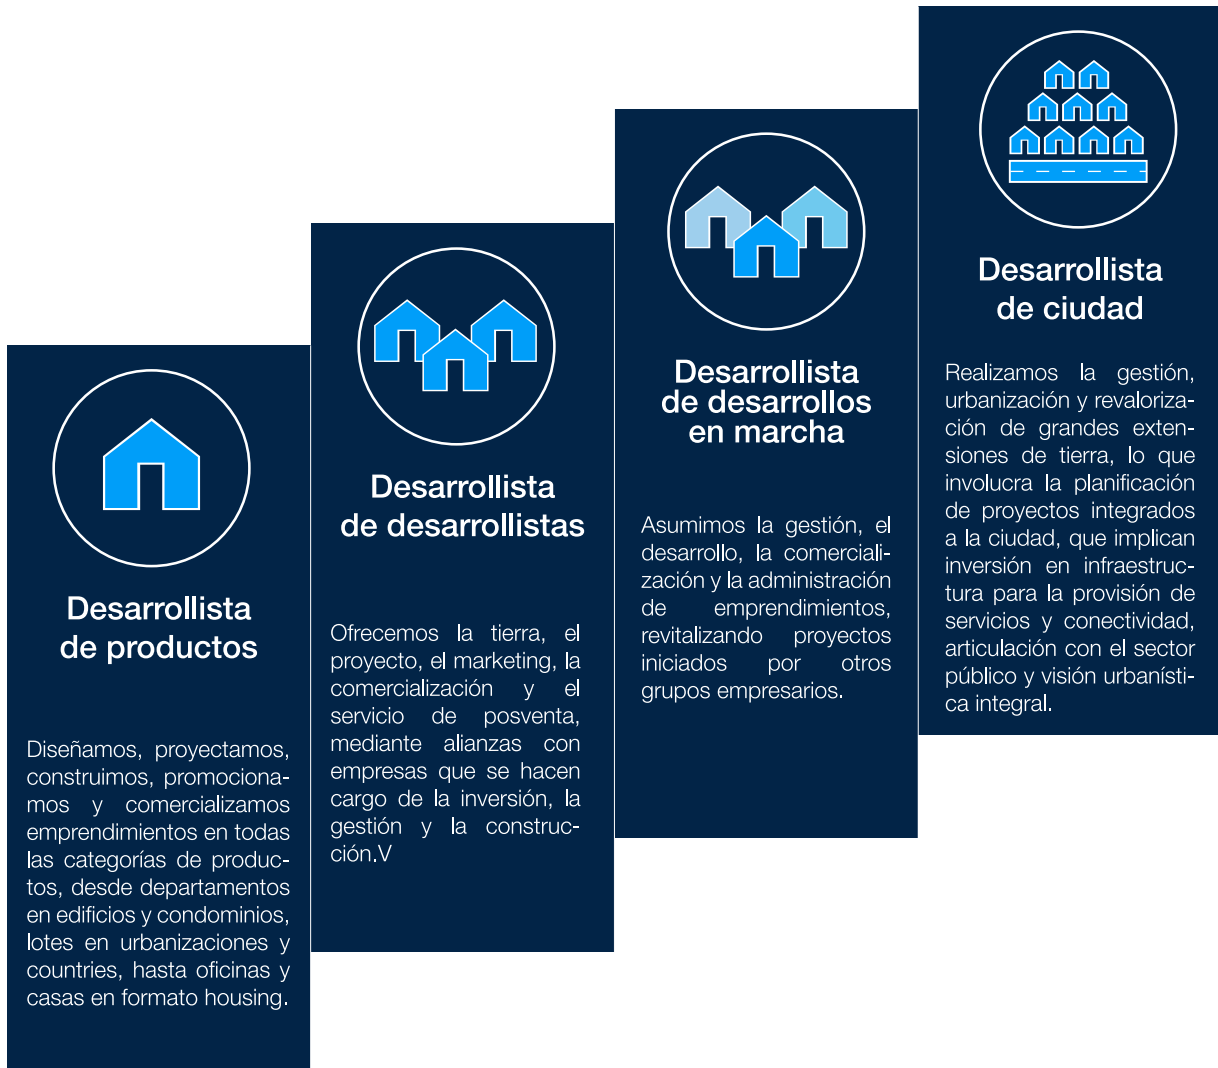 Desarrollista
de productos
Diseñamos, proyectamos,
construimos, promociona-
mos y comercializamos
emprendimientos en todas
las categorías de produc-
tos, desde departamentos
en edificios y condominios,
lotes en urbanizaciones y
countries, hasta oficinas y
casas en formato housing.
Desarrollista
de desarrollistas
Ofrecemos la tierra, el
proyecto, el marketing, la
comercialización y el
servicio de posventa,
mediante alianzas con
empresas que se hacen
cargo de la inversión, la
gestión y la construc-
ción.V
Desarrollista
de desarrollos
en marcha
Asumimos la gestión, el
desarrollo, la comerciali-
zación y la administración
de emprendimientos,
revitalizando proyectos
iniciados por otros
grupos empresarios.
Desarrollista
de ciudad
Realizamos la gestión,
urbanización y revaloriza-
ción de grandes exten-
siones de tierra, lo que
involucra la planificación
de proyectos integrados
a la ciudad, que implican
inversión en infraestruc-
tura para la provisión de
servicios y conectividad,
articulación con el sector
público y visión urbanísti-
ca integral.